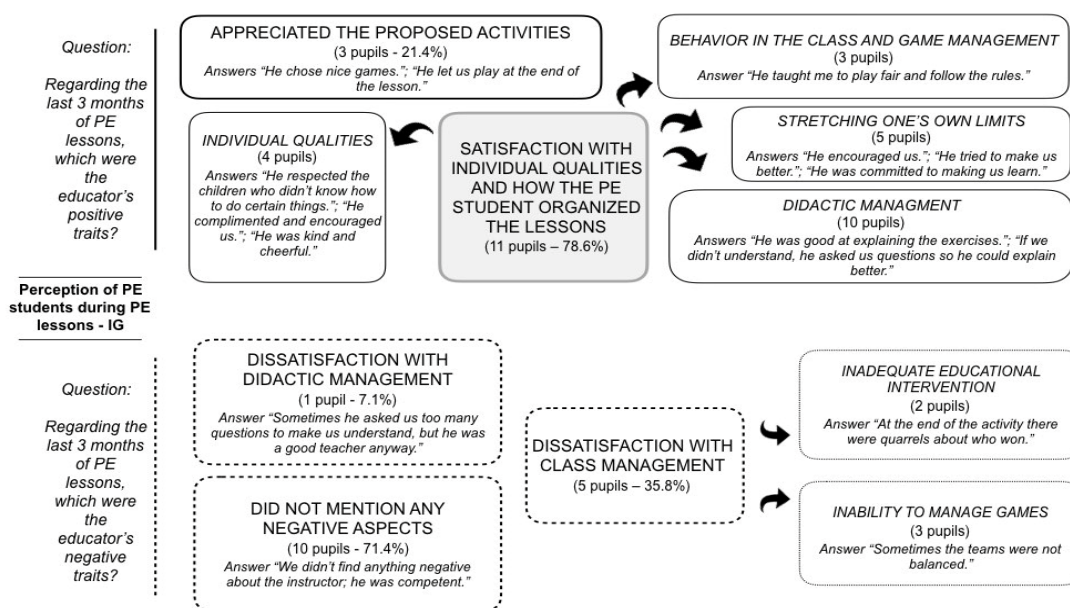 Question:
Regarding the
last 3 months
of PE
lessons,
which were
the
educator’s
positive
traits?
APPRECIATED THE PROPOSED ACTIVITIES
(3 pupils - 21.4%)
Answers “He chose nice games.”; “He let us play at the end of
the lesson.”
BEHAVIOR IN THE CLASS AND GAME MANAGEMENT
(3 pupils)
Answer “He taught me to play fair and follow the rules.”
INDIVIDUAL QUALITIES
(4 pupils)
Answers “He respected the
children who didn’t know how
to do certain things.”; “He
complimented and encouraged
us.”; “He was kind and
cheerful.”
SATISFACTION WITH
INDIVIDUAL QUALITIES
AND HOW THE PE
STUDENT ORGANIZED
THE LESSONS
(11 pupils – 78.6%)
STRETCHING ONE’S OWN LIMITS
(5 pupils)
Answers “He encouraged us.”; “He tried to make us
better.”; “He was committed to making us learn.”
DIDACTIC MANAGMENT
(10 pupils)
Answers “He was good at explaining the exercises.”; “If we
didn’t understand, he asked us questions so he could explain
better.”
Perception of PE
students during PE
lessons - IG
Question:
Regarding the
last 3 months
of PE
lessons,
which were
the
educator’s
negative
traits?
DISSATISFACTION WITH
DIDACTIC MANAGEMENT
(1 pupil - 7.1%)
Answer “Sometimes he asked us too many
questions to make us understand, but he was
a good teacher anyway.”
DID NOT MENTION ANY
NEGATIVE ASPECTS
(10 pupils - 71.4%)
Answer “We didn’t find anything negative
about the instructor; he was competent.”
DISSATISFACTION WITH
CLASS MANAGEMENT
(5 pupils – 35.8%)
INADEQUATE EDUCATIONAL
INTERVENTION
(2 pupils)
Answer “At the end of the activity there
were quarrels about who won.”
INABILITY TO MANAGE GAMES
(3 pupils)
Answer “Sometimes the teams were not
balanced.”